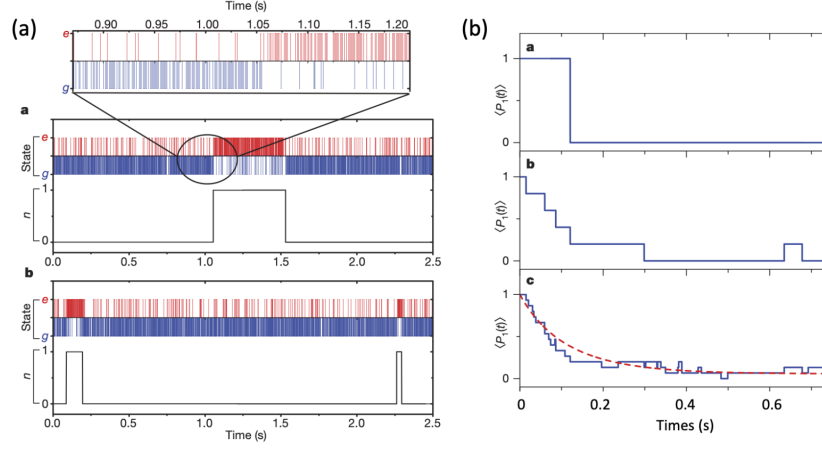 (a)
Time (s)
0.90 0.95 1.00 1.05 1.10 1.15 1.20
e
g
a
State
e
g
n
1
0
0.0 0.5 1.0 1.5 2.0 2.5
b
State
e
g
n
1
0
0.0 0.5 1.0 1.5 2.0 2.5
Time (s)
(b)
a
⟨P₁(t)⟩
1
0
b
⟨P₁(t)⟩
1
0
c
⟨P₁(t)⟩
1
0
0 0.2 0.4 0.6
Times (s)